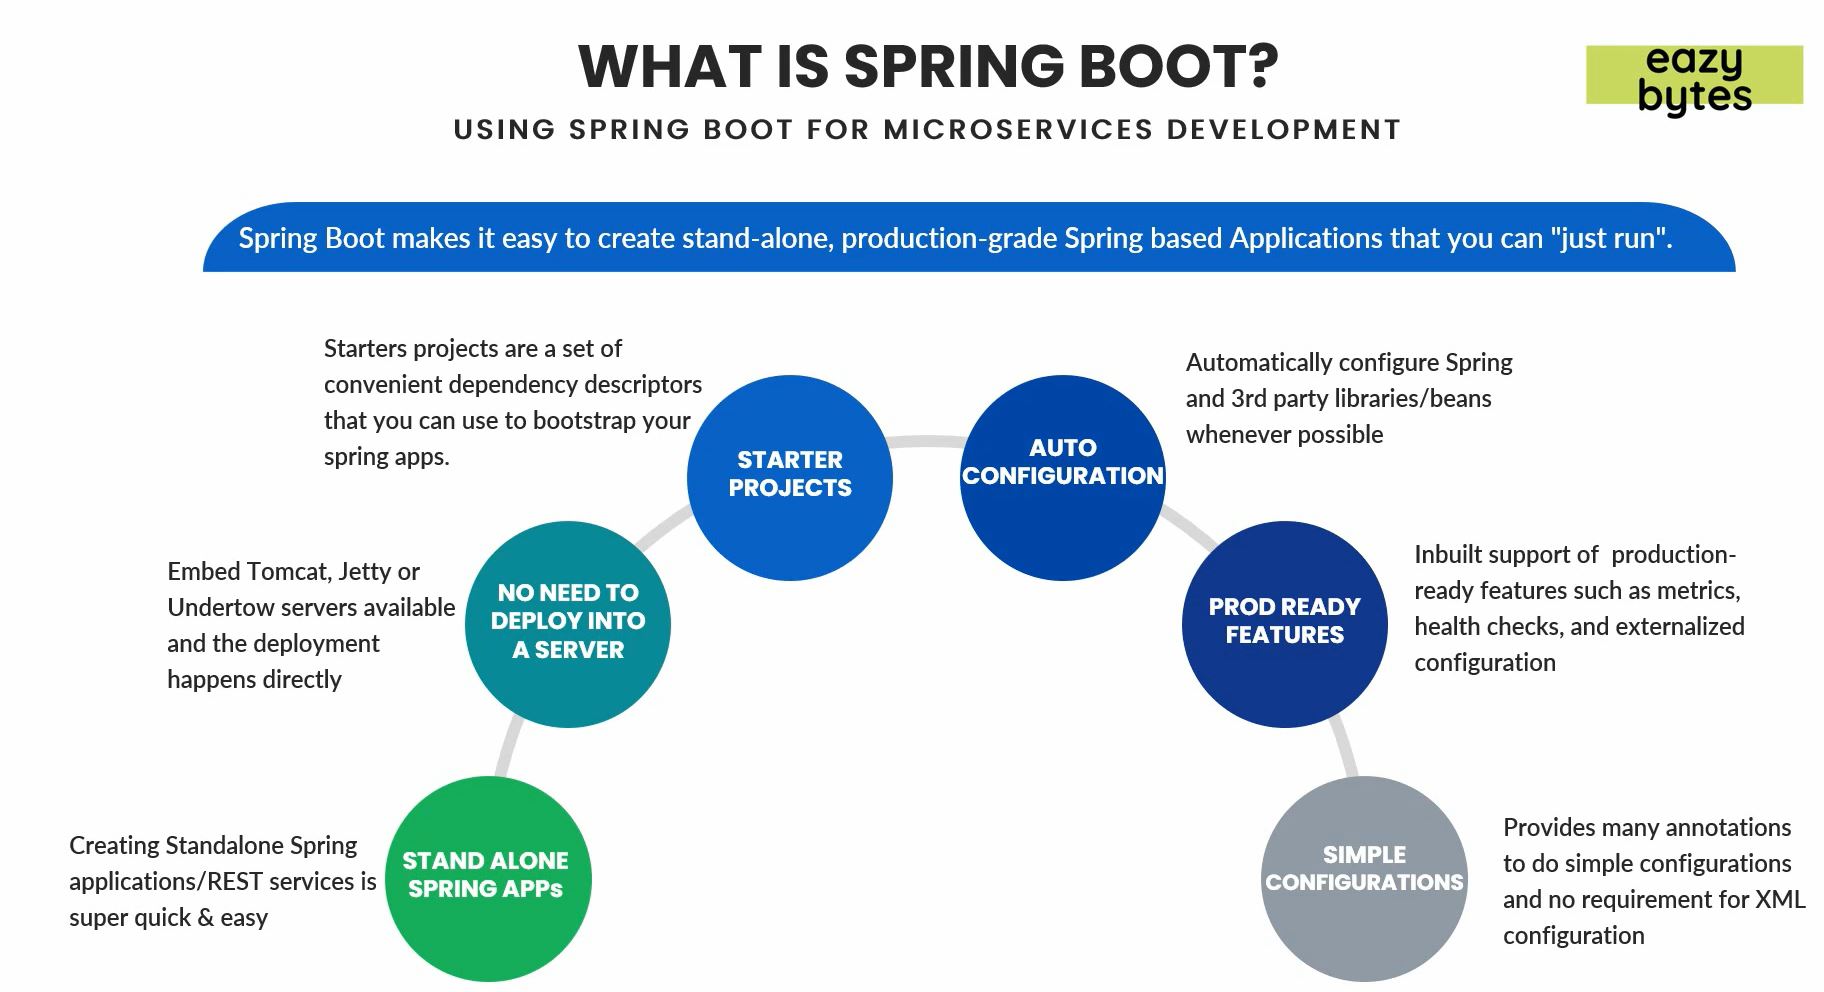 WHAT IS SPRING BOOT?
eazy
bytes
USING SPRING BOOT FOR MICROSERVICES DEVELOPMENT
Spring Boot makes it easy to create stand-alone, production-grade Spring based Applications that you can "just run".
Starters projects are a set of
convenient dependency descriptors
that you can use to bootstrap your
spring apps.
STARTER
PROJECTS
AUTO
CONFIGURATION
Automatically configure Spring
and 3rd party libraries/beans
whenever possible
Embed Tomcat, Jetty or
Undertow servers available
and the deployment
happens directly
NO NEED TO
DEPLOY INTO
A SERVER
PROD READY
FEATURES
Inbuilt support of  production-
ready features such as metrics,
health checks, and externalized
configuration
Creating Standalone Spring
applications/REST services is
super quick & easy
STAND ALONE
SPRING APPs
SIMPLE
CONFIGURATIONS
Provides many annotations
to do simple configurations
and no requirement for XML
configuration